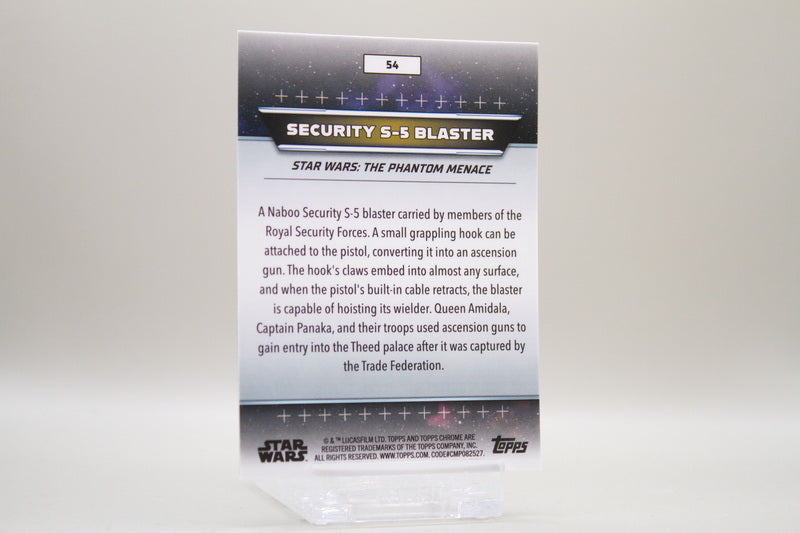 54
SECURITY S-5 BLASTER
STAR WARS: THE PHANTOM MENACE
A Naboo Security S-5 blaster carried by members of the
Royal Security Forces. A small grappling hook can be
attached to the pistol, converting it into an ascension
gun. The hook's claws embed into almost any surface,
and when the pistol's built-in cable retracts, the blaster
is capable of hoisting its wielder. Queen Amidala,
Captain Panaka, and their troops used ascension guns to
gain entry into the Theed palace after it was captured by
the Trade Federation.
STAR
WARS
© & ™ LUCASFILM LTD. TOPPS AND TOPPS CHROME ARE
REGISTERED TRADEMARKS OF THE TOPPS COMPANY, INC.
ALL RIGHTS RESERVED. WWW.TOPPS.COM. CODE#CMP082527.
topps